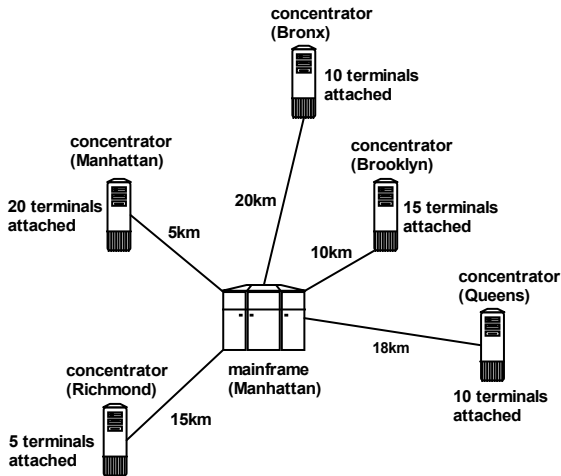 concentrator
(Bronx)
10 terminals
attached
concentrator
(Manhattan)
20 terminals
attached
concentrator
(Brooklyn)
15 terminals
attached
20km
5km
10km
concentrator
(Queens)
18km
10 terminals
attached
mainframe
(Manhattan)
concentrator
(Richmond)
15km
5 terminals
attached